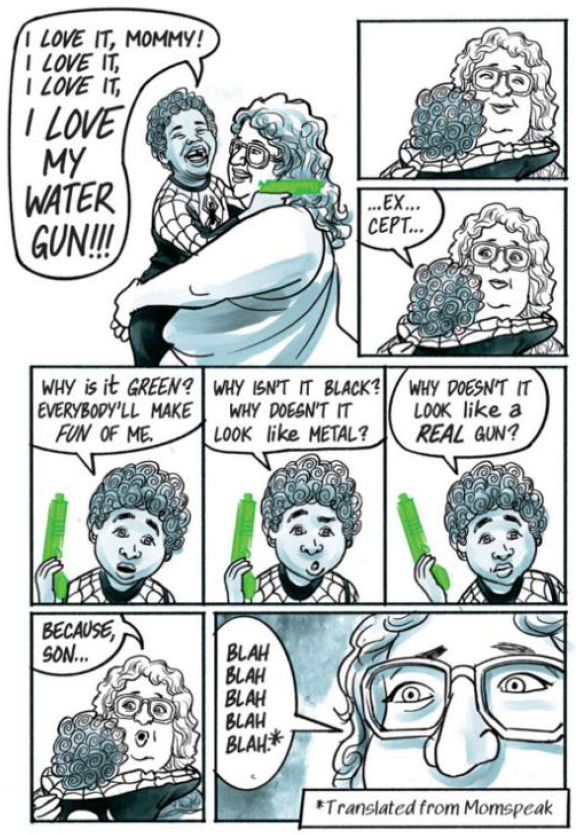 I LOVE IT, MOMMY!
I LOVE IT,
I LOVE IT,
I LOVE
MY
WATER
GUN!!!
...EX...
CEPT...
WHY is it GREEN?
EVERYBODY'LL MAKE
FUN OF ME.
WHY ISN'T IT BLACK?
WHY DOESN'T IT
LOOK like METAL?
WHY DOESN'T IT
LOOK like a
REAL GUN?
BECAUSE,
SON...
BLAH
BLAH
BLAH
BLAH
BLAH.*
*Translated from Momspeak